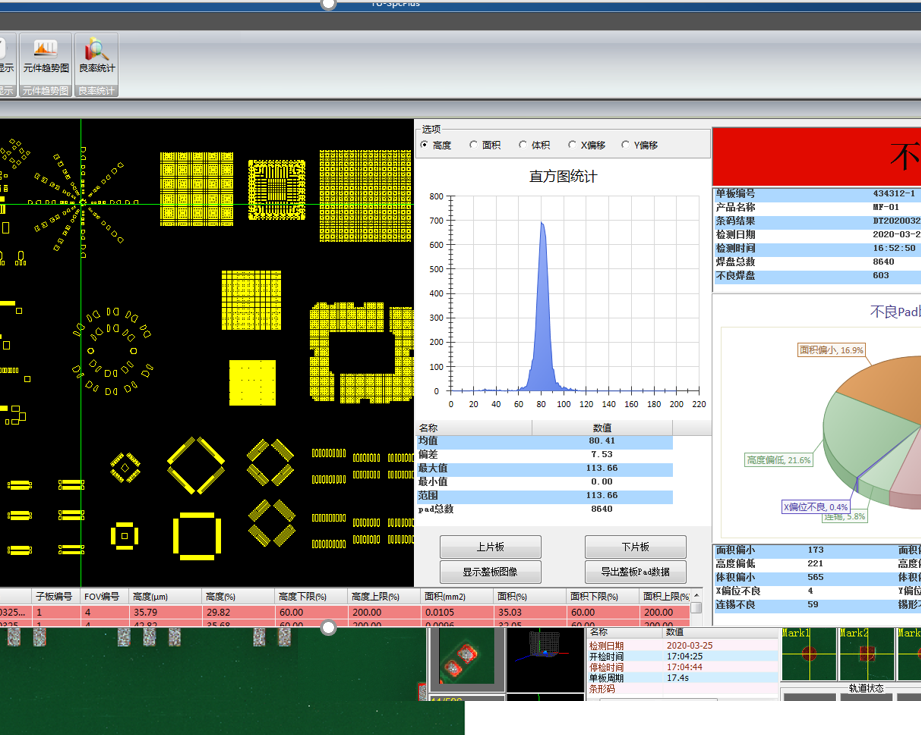 TU-SpcPlus
元件趋势图
良率统计
元件趋势图
良率统计
选项
高度 面积 体积 X偏移 Y偏移
直方图统计
800
700
600
500
400
300
200
100
0
0 20 40 60 80 100 120 140 160 180 200 220
名称 数值
均值 80.41
偏差 7.53
最大值 113.66
最小值 0.00
范围 113.66
pad总数 8640
上片板 下片板
显示整板图像 导出整板Pad数据
不
单板编号 434312-1
产品名称 MF-01
条码结果 DT2020032
检测日期 2020-03-2
检测时间 16:52:50
焊盘总数 8640
不良焊盘 603
不良Pad
面积偏小, 16.9%
高度偏低, 21.6%
X偏位不良, 0.4%
连锡, 5.8%
面积偏小 173 面积
高度偏低 221 高度
体积偏小 565 体积
X偏位不良 4 Y偏位
连锡不良 59 锡形
子板编号 FOV编号 高度(μm) 高度(%) 高度下限(%) 高度上限(%) 面积(mm2) 面积(%) 面积下限(%) 面积上限(%)
0325... 1 4 35.79 29.82 60.00 200.00 0.0105 35.03 60.00 200.00
0325... 1 4 42.82 35.68 60.00 200.00 0.0096 32.05 60.00 200.00
名称 数值
检测日期 2020-03-25
开检时间 17:04:25
停检时间 17:04:44
单板周期 17.4s
条形码
Mark1 Mark2 Mark
轨道状态